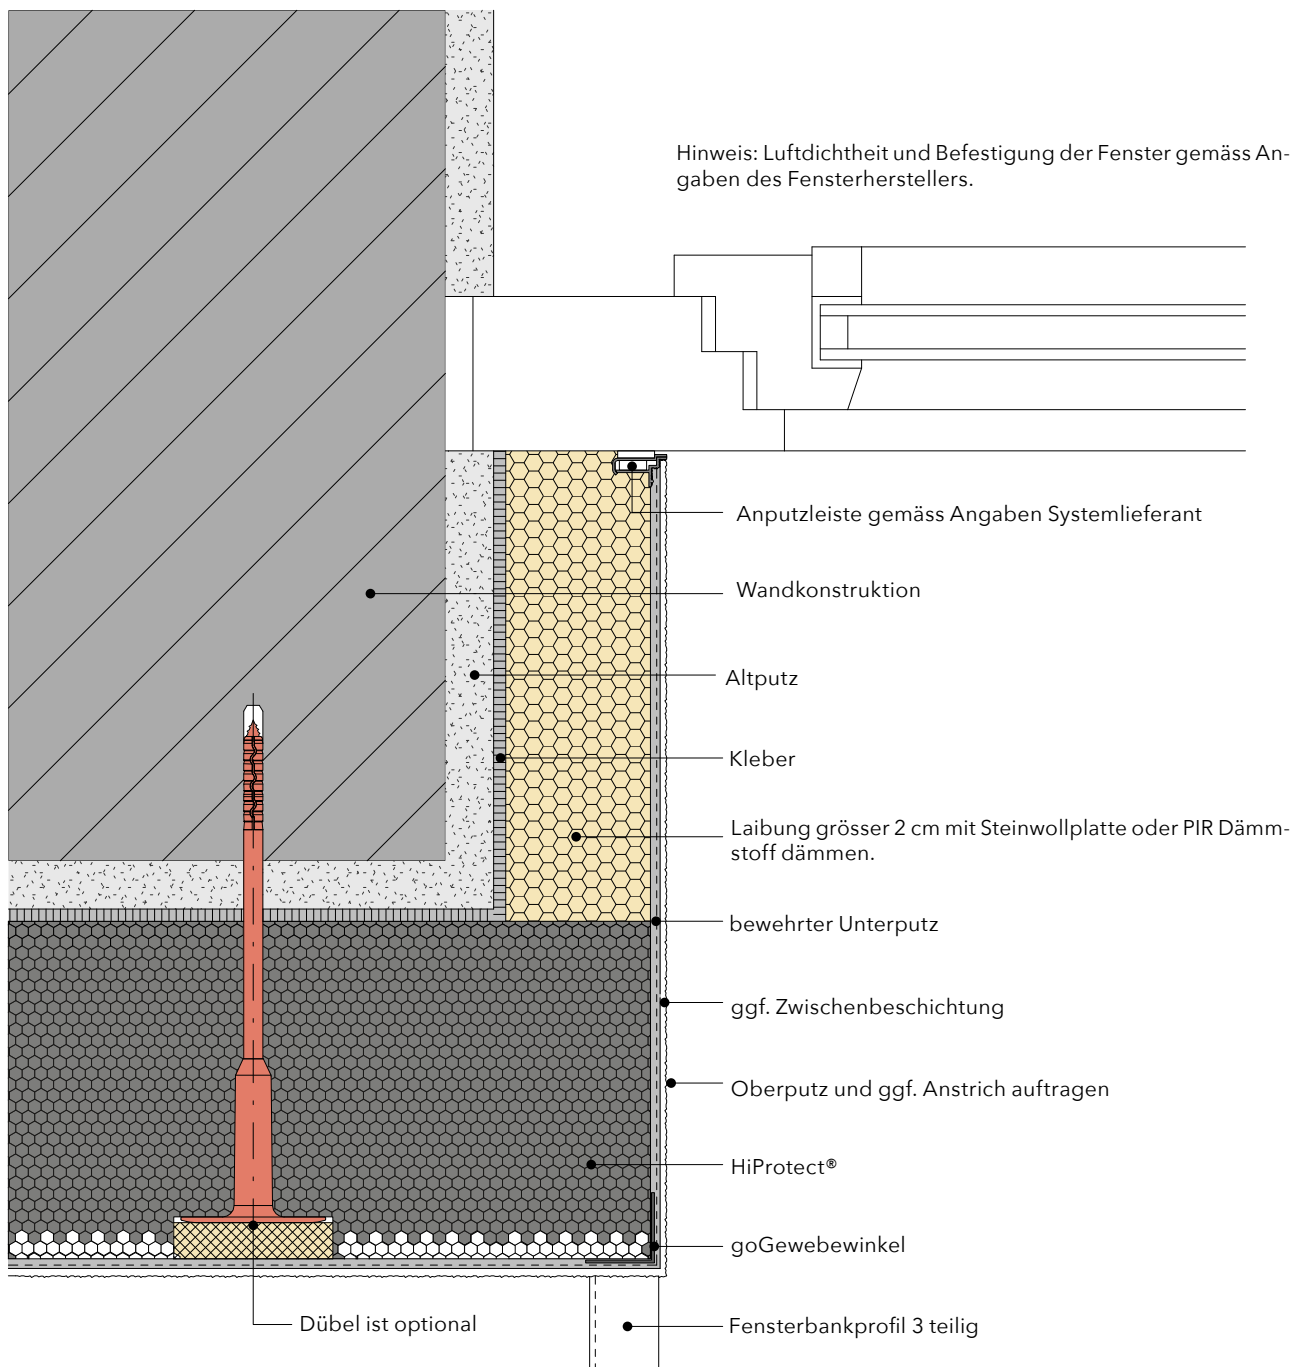 Hinweis: Luftdichtheit und Befestigung der Fenster gemäss An-
gaben des Fensterherstellers.
Anputzleiste gemäss Angaben Systemlieferant
Wandkonstruktion
Altputz
Kleber
Laibung grösser 2 cm mit Steinwollplatte oder PIR Dämm-
stoff dämmen.
bewehrter Unterputz
ggf. Zwischenbeschichtung
Oberputz und ggf. Anstrich auftragen
HiProtect®
goGewebewinkel
Dübel ist optional
Fensterbankprofil 3 teilig